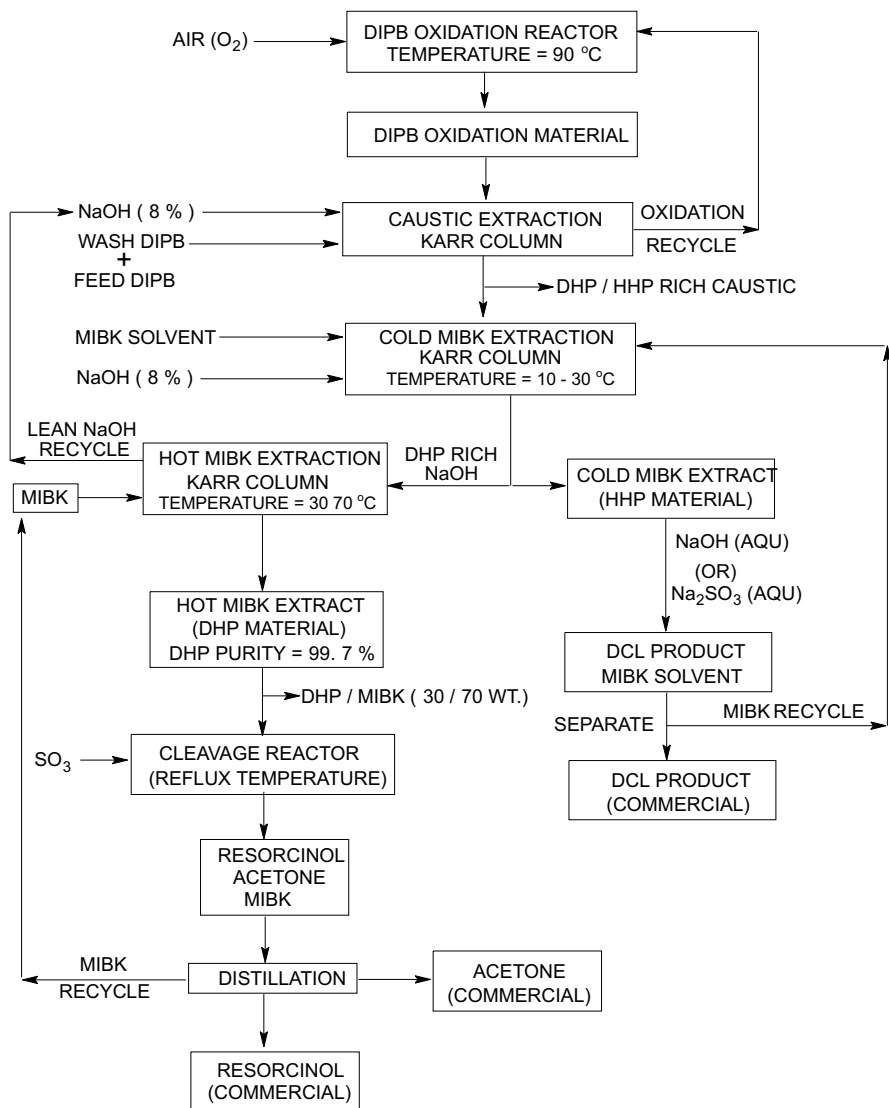 AIR (O₂)
DIPB OXIDATION REACTOR
TEMPERATURE = 90 °C
DIPB OXIDATION MATERIAL
NaOH ( 8 % )
WASH DIPB
+
FEED DIPB
CAUSTIC EXTRACTION
KARR COLUMN
OXIDATION
RECYCLE
DHP / HHP RICH CAUSTIC
MIBK SOLVENT
NaOH ( 8 % )
COLD MIBK EXTRACTION
KARR COLUMN
TEMPERATURE = 10 - 30 °C
LEAN NaOH
RECYCLE
MIBK
HOT MIBK EXTRACTION
KARR COLUMN
TEMPERATURE = 30 70 °C
DHP RICH
NaOH
COLD MIBK EXTRACT
(HHP MATERIAL)
NaOH (AQU)
(OR)
Na₂SO₃ (AQU)
HOT MIBK EXTRACT
(DHP MATERIAL)
DHP PURITY = 99. 7 %
DHP / MIBK ( 30 / 70 WT.)
DCL PRODUCT
MIBK SOLVENT
SEPARATE
MIBK RECYCLE
SO₃
CLEAVAGE REACTOR
(REFLUX TEMPERATURE)
DCL PRODUCT
(COMMERCIAL)
RESORCINOL
ACETONE
MIBK
MIBK
RECYCLE
DISTILLATION
ACETONE
(COMMERCIAL)
RESORCINOL
(COMMERCIAL)